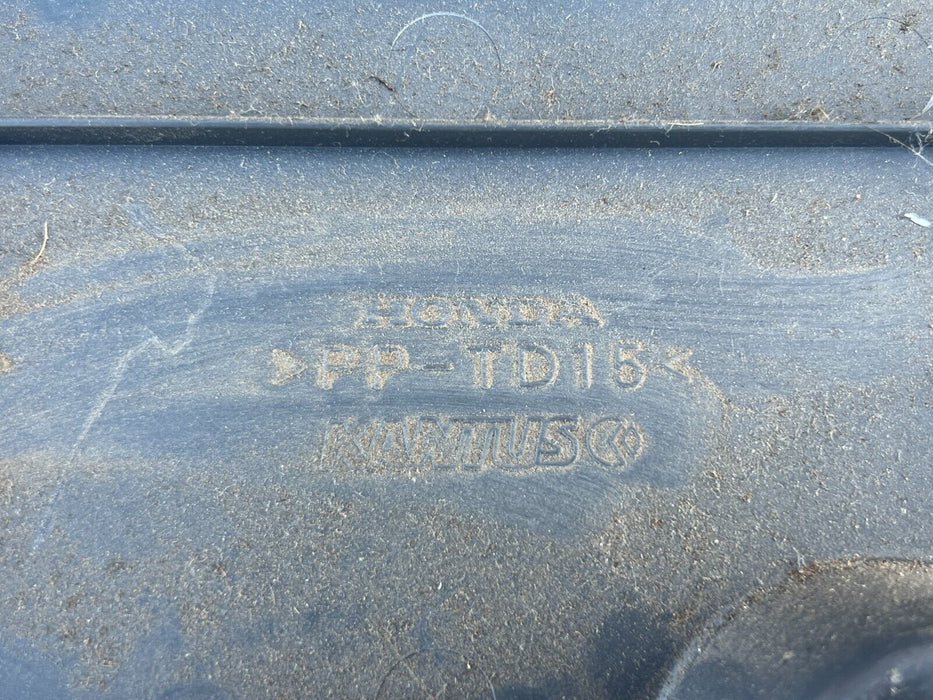 HONDA
>PP-TD15<
KANTUS